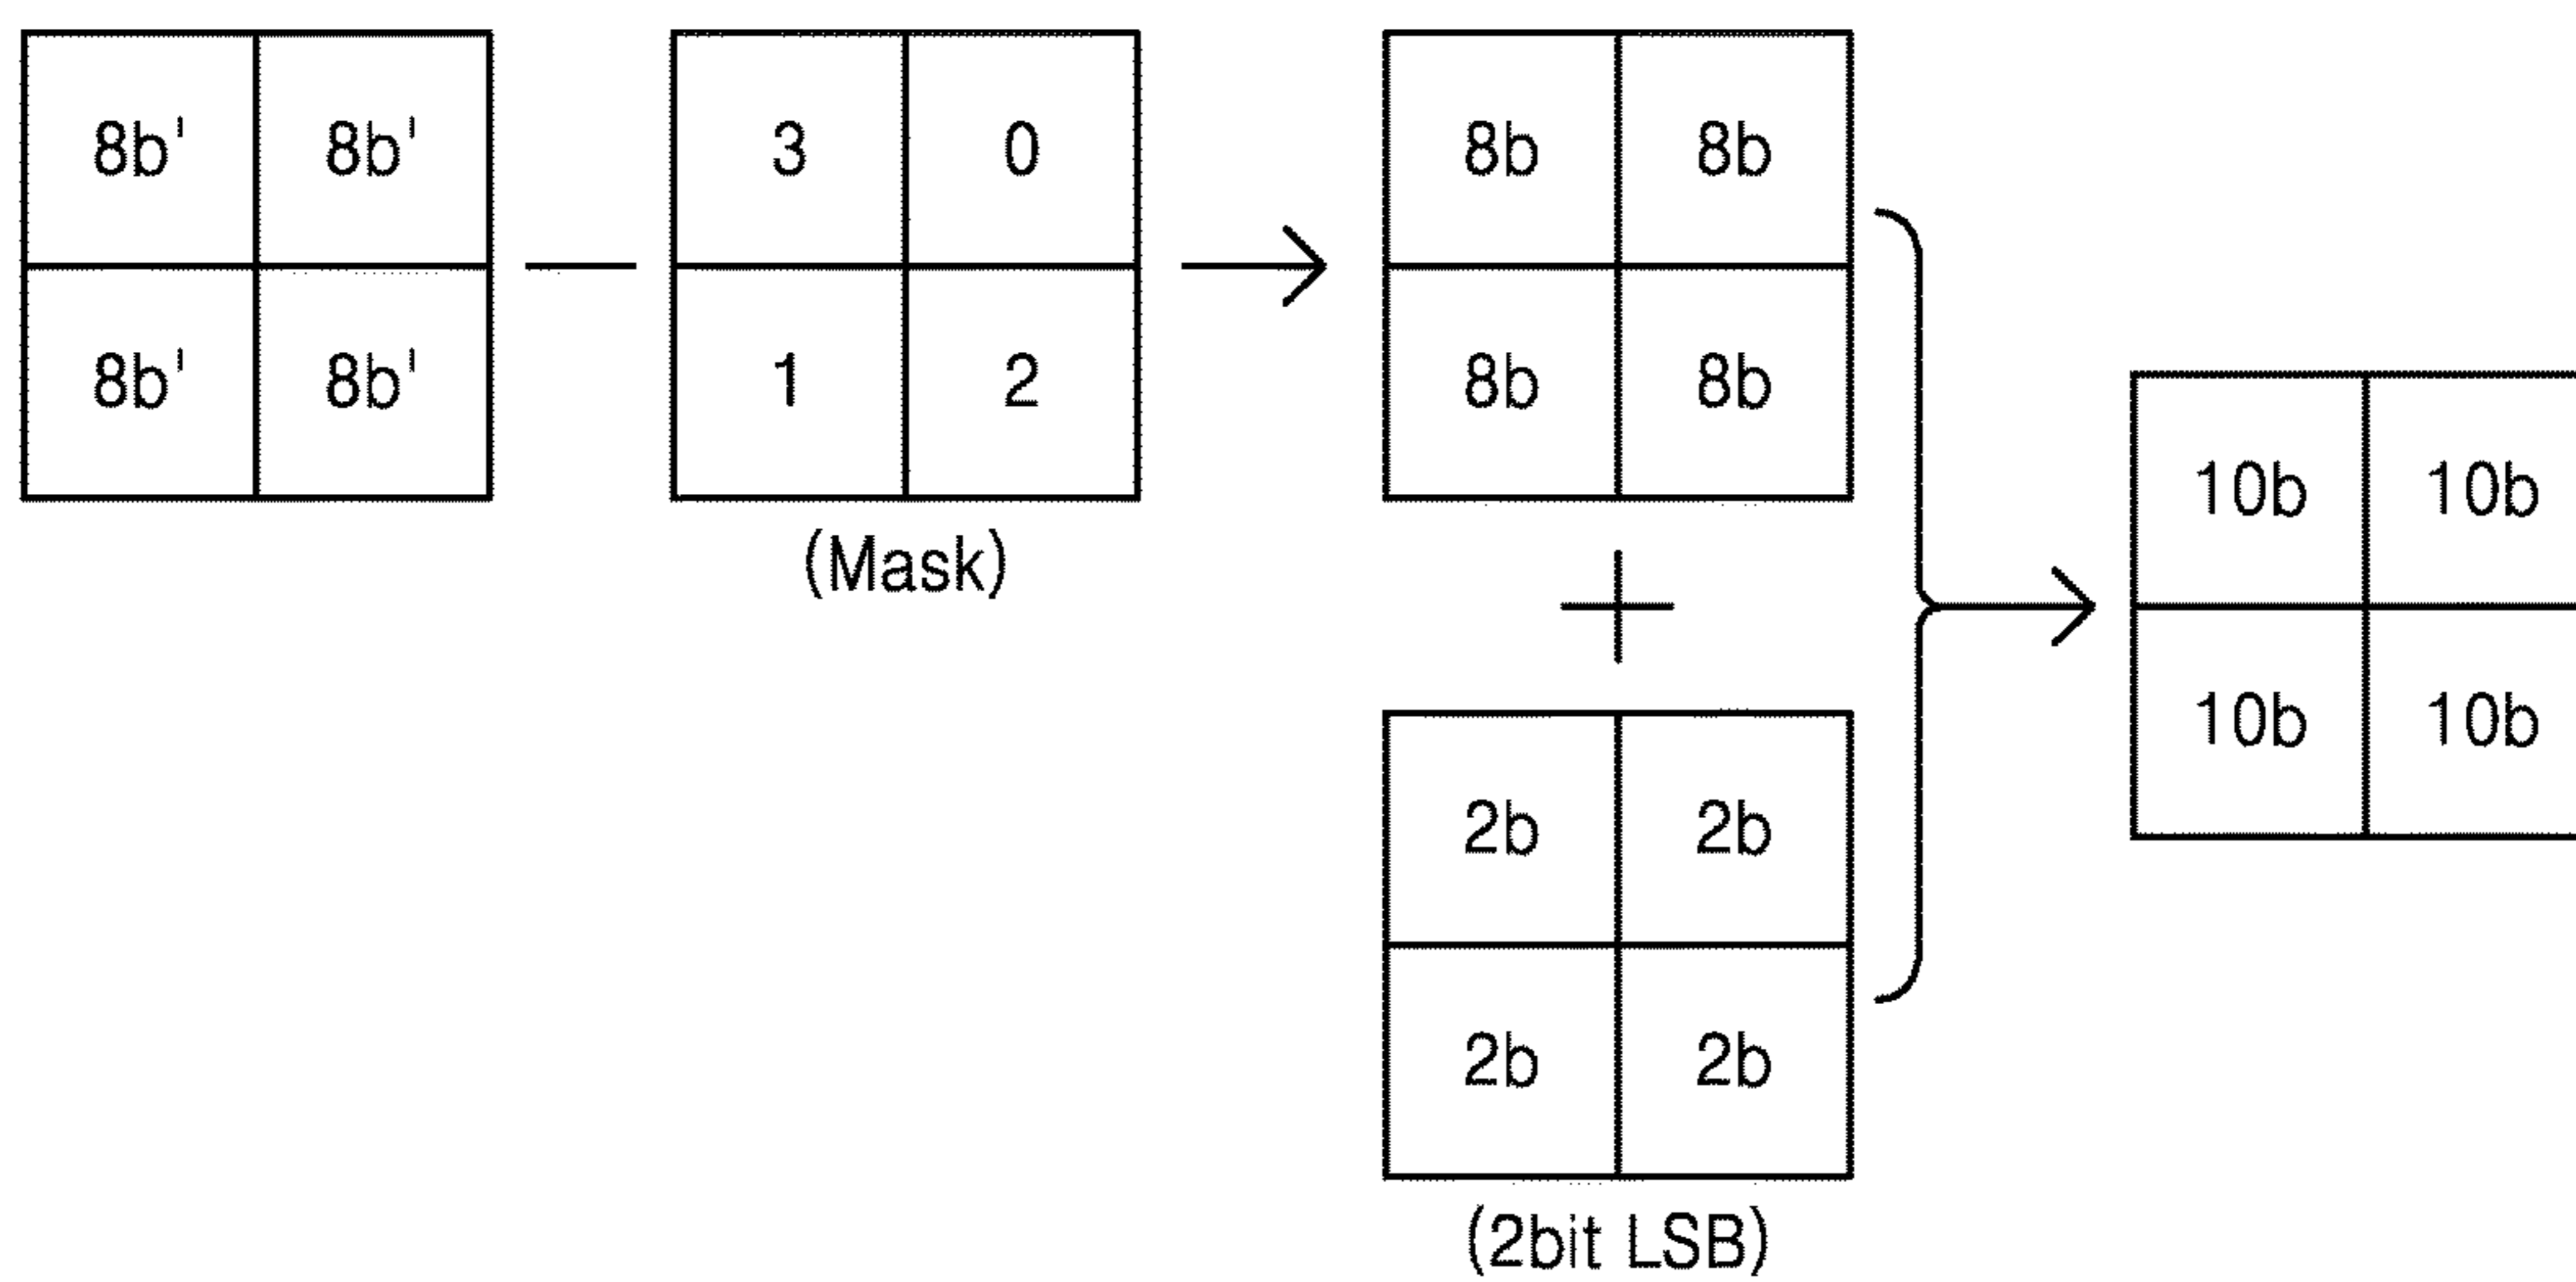 8b' 8b' 3 0 8b 8b
8b' 8b' 1 2 8b 8b
(Mask)
10b 10b
10b 10b
2b 2b
2b 2b
(2bit LSB)